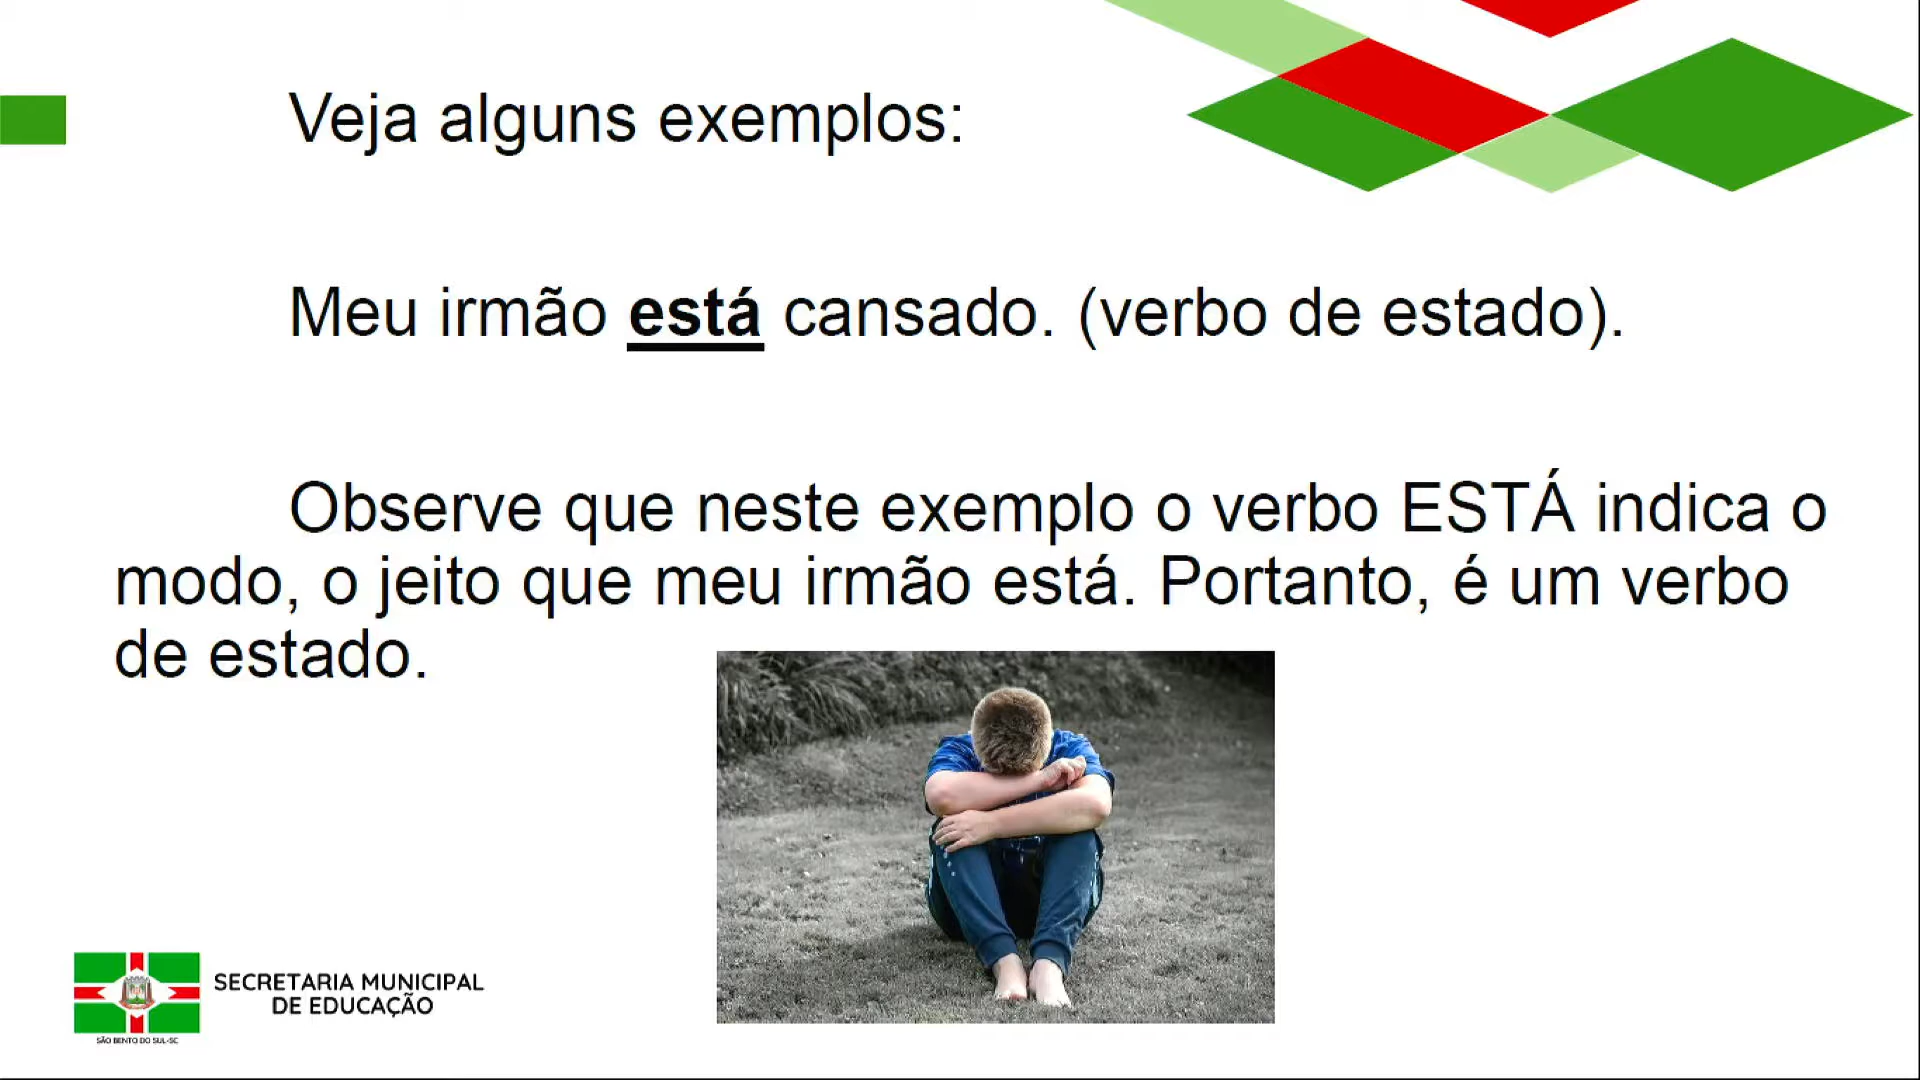 Veja alguns exemplos:
Meu irmão está cansado. (verbo de estado).
Observe que neste exemplo o verbo ESTÁ indica o
modo, o jeito que meu irmão está. Portanto, é um verbo
de estado.
SECRETARIA MUNICIPAL
DE EDUCAÇÃO
SÃO BENTO DO SUL-SC